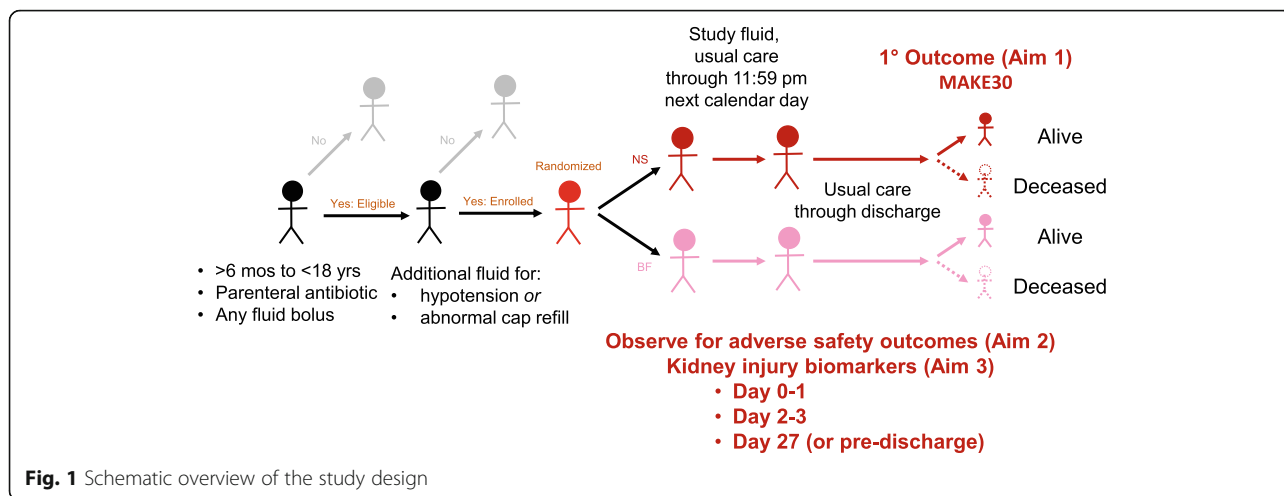 Study fluid,
usual care
through 11:59 pm
next calendar day
1° Outcome (Aim 1)
MAKE30
No
No
NS
Randomized
Yes: Eligible
Yes: Enrolled
Alive
Deceased
Usual care
through discharge
BF
Alive
Deceased
• >6 mos to <18 yrs
• Parenteral antibiotic
• Any fluid bolus
Additional fluid for:
• hypotension or
• abnormal cap refill
Observe for adverse safety outcomes (Aim 2)
Kidney injury biomarkers (Aim 3)
• Day 0-1
• Day 2-3
• Day 27 (or pre-discharge)
Fig. 1 Schematic overview of the study design